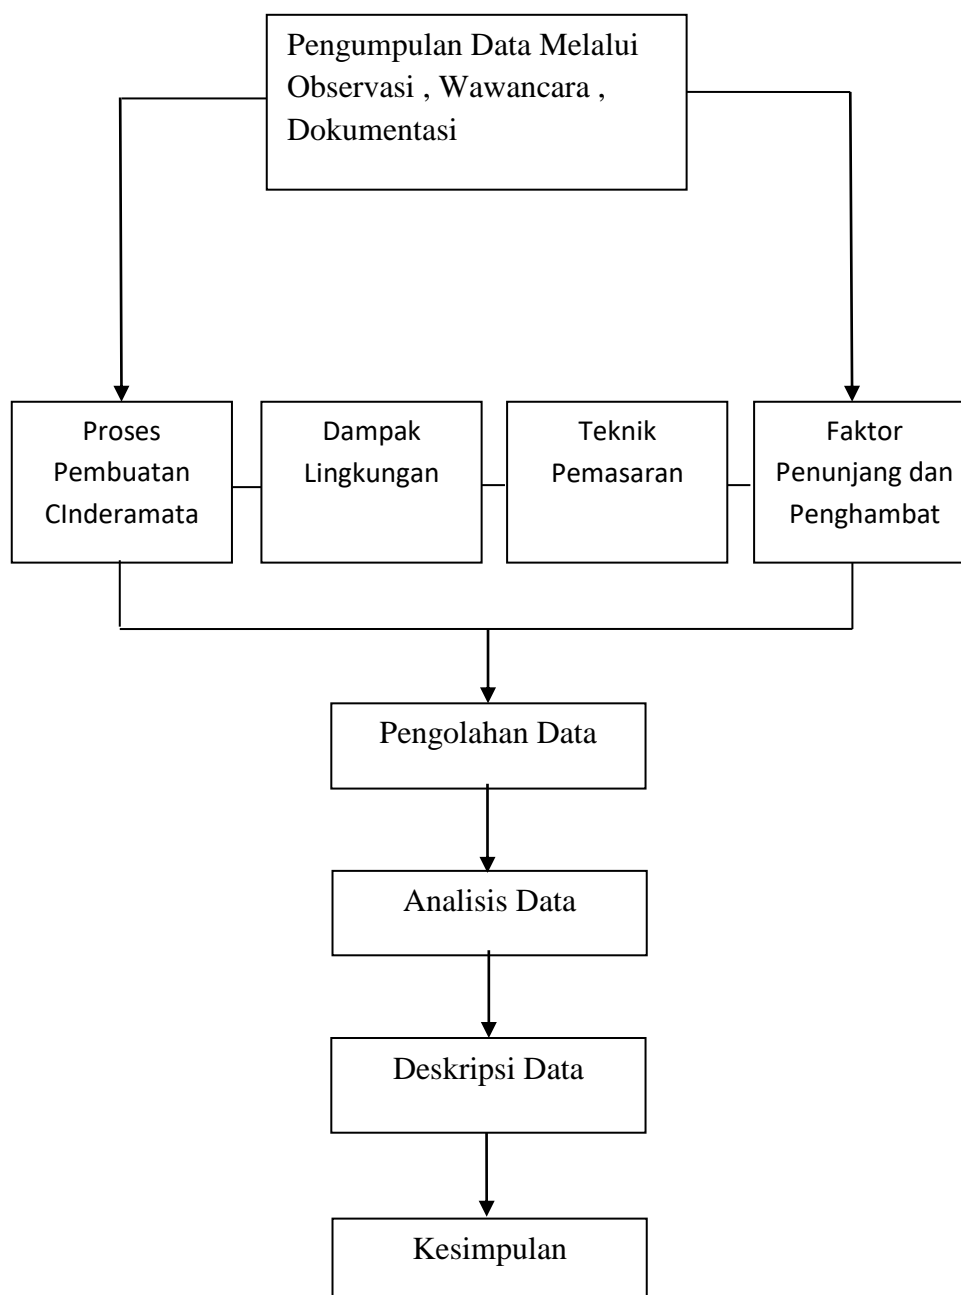 Pengumpulan Data Melalui
Observasi , Wawancara ,
Dokumentasi
Proses
Pembuatan
CInderamata
Dampak
Lingkungan
Teknik
Pemasaran
Faktor
Penunjang dan
Penghambat
Pengolahan Data
Analisis Data
Deskripsi Data
Kesimpulan